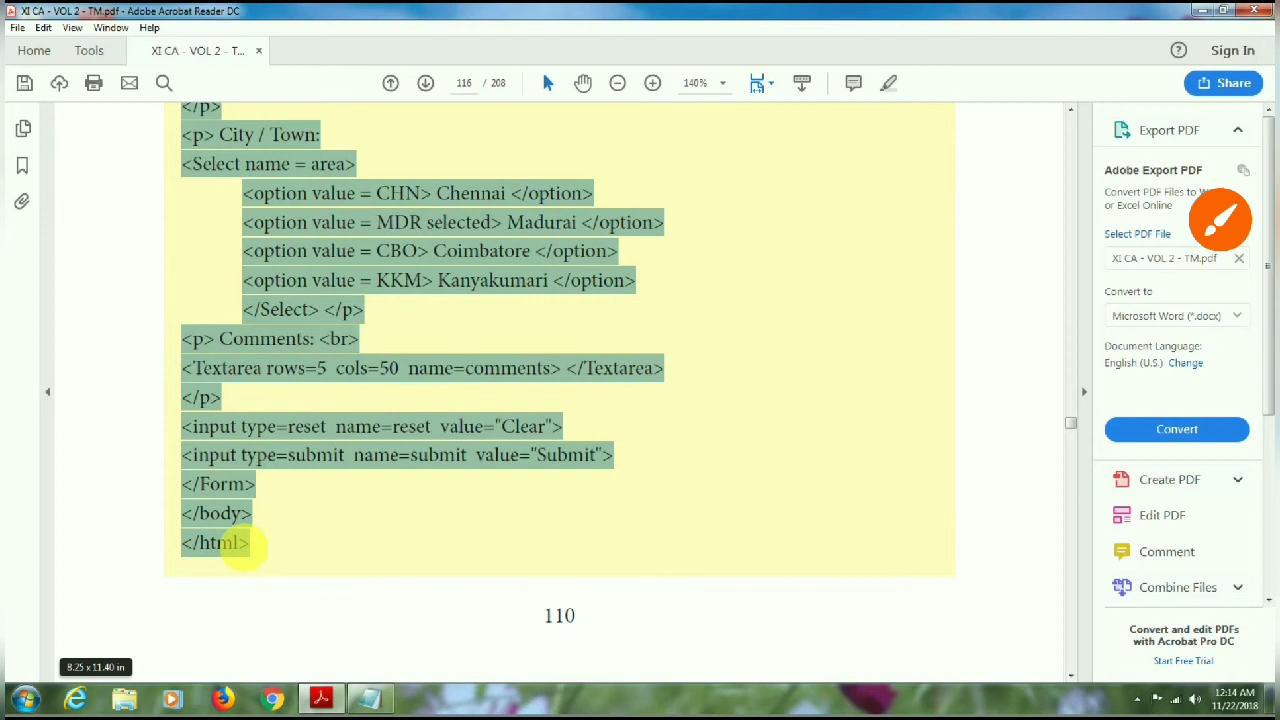 XI CA - VOL 2 - TM.pdf - Adobe Acrobat Reader DC
File Edit View Window Help
Home Tools XI CA - VOL 2 - T... × Sign In
116 / 208 140% Share
</p>
<p> City / Town:
<Select name = area>
<option value = CHN> Chennai </option>
<option value = MDR selected> Madurai </option>
<option value = CBO> Coimbatore </option>
<option value = KKM> Kanyakumari </option>
</Select> </p>
<p> Comments: <br>
<Textarea rows=5 cols=50 name=comments> </Textarea>
</p>
<input type=reset name=reset value="Clear">
<input type=submit name=submit value="Submit">
</Form>
</body>
</html>
110
8.25 x 11.40 in
Export PDF
Adobe Export PDF
Convert PDF Files to W
or Excel Online
Select PDF File
XI CA - VOL 2 - TM.pdf
Convert to
Microsoft Word (*.docx)
Document Language:
English (U.S.) Change
Convert
Create PDF
Edit PDF
Comment
Combine Files
Convert and edit PDFs
with Acrobat Pro DC
Start Free Trial
12:14 AM
11/22/2018